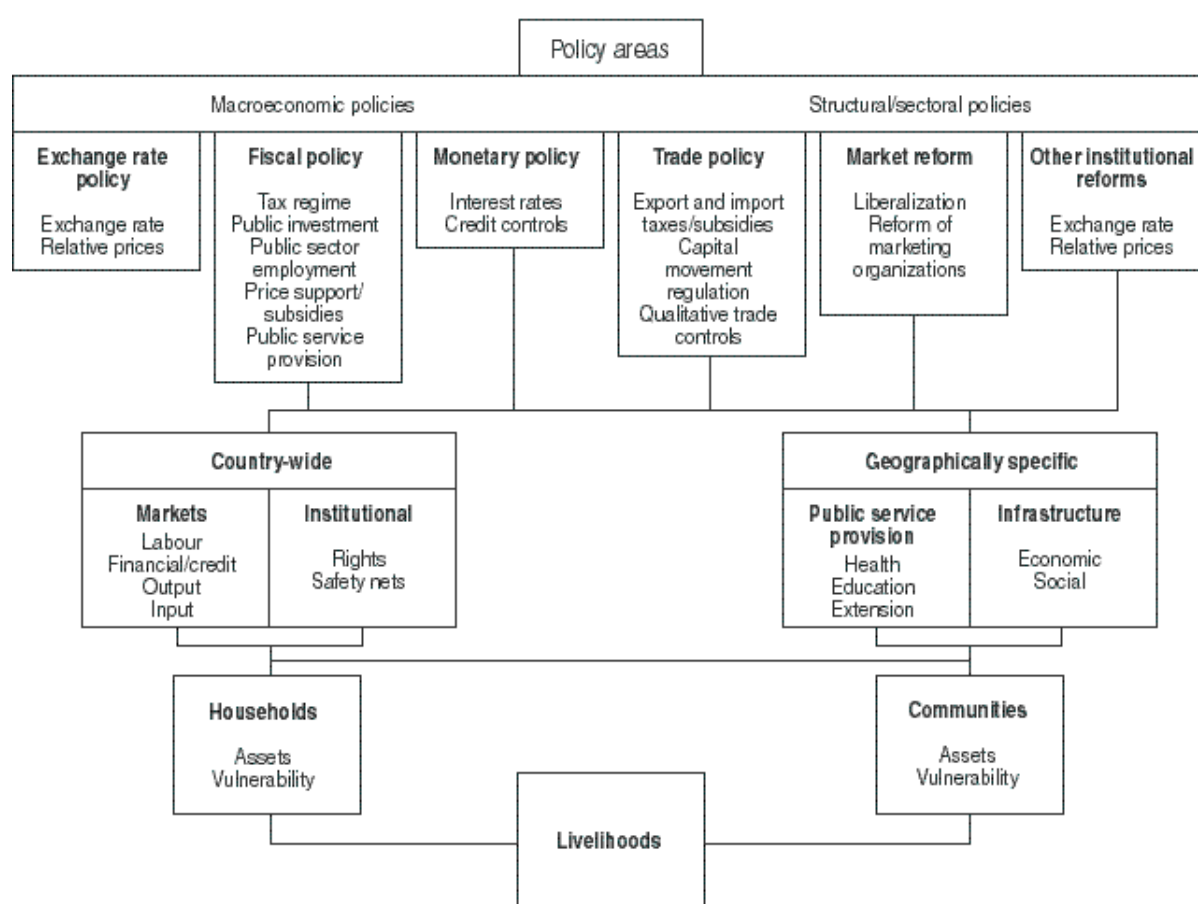 Policy areas
Macroeconomic policies
Structural/sectoral policies
Exchange rate
policy
Exchange rate
Relative prices
Fiscal policy
Tax regime
Public investment
Public sector
employment
Price support/
subsidies
Public service
provision
Monetary policy
Interest rates
Credit controls
Trade policy
Export and import
taxes/subsidies
Capital
movement
regulation
Qualitative trade
controls
Market reform
Liberalization
Reform of
marketing
organizations
Other institutional
reforms
Exchange rate
Relative prices
Country-wide
Markets
Labour
Financial/credit
Output
Input
Institutional
Rights
Safety nets
Geographically specific
Public service
provision
Health
Education
Extension
Infrastructure
Economic
Social
Households
Assets
Vulnerability
Communities
Assets
Vulnerability
Livelihoods